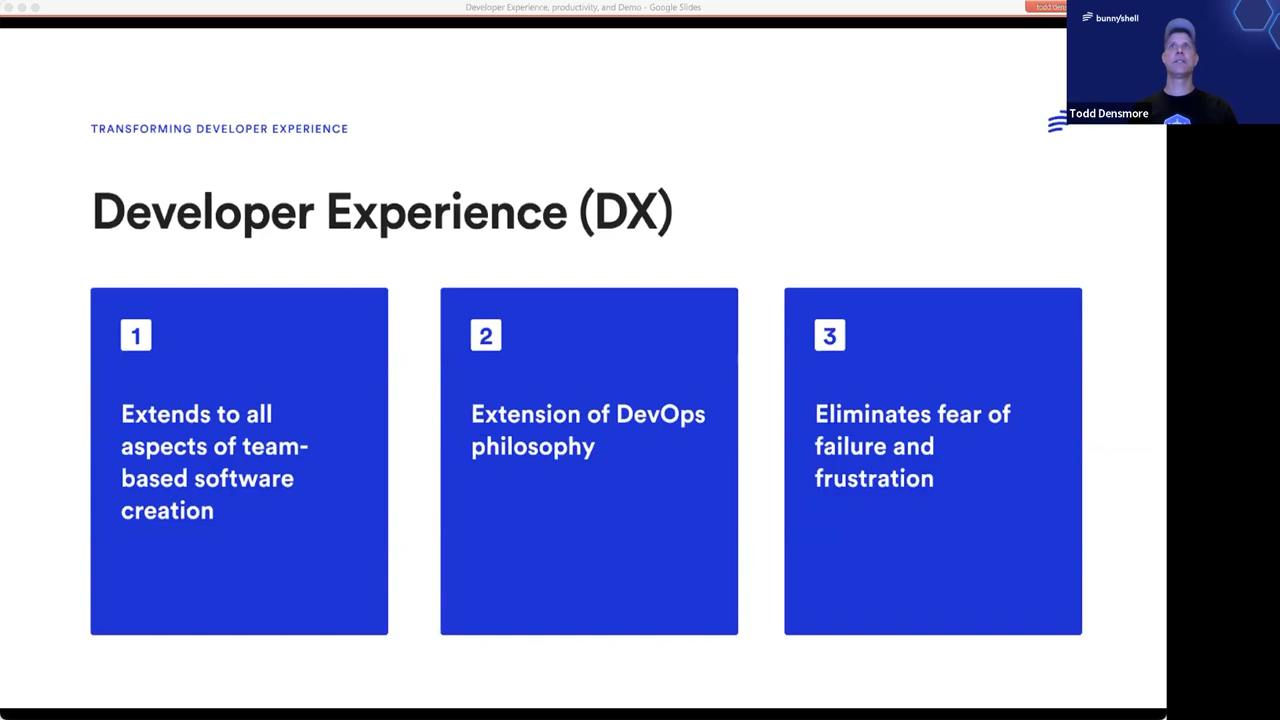 Developer Experience, productivity, and Demo - Google Slides
bunnyshell
Todd Densmore
TRANSFORMING DEVELOPER EXPERIENCE
Developer Experience (DX)
1
Extends to all
aspects of team-
based software
creation
2
Extension of DevOps
philosophy
3
Eliminates fear of
failure and
frustration